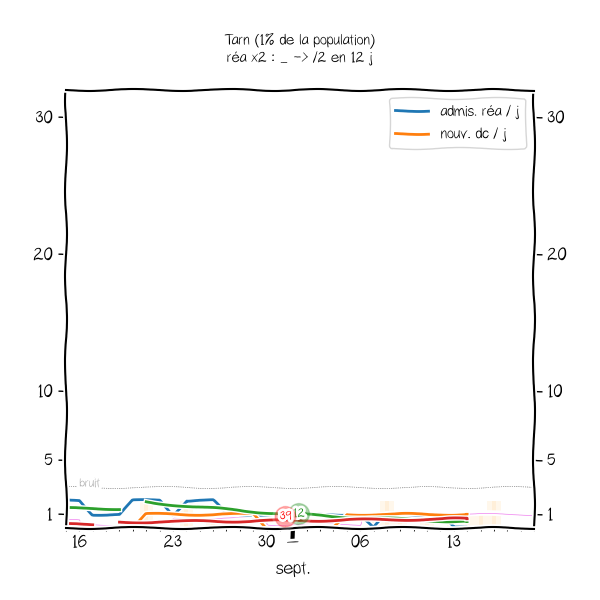 Tarn (1% de la population)
réa x2 : _ -> /2 en 12 j
admis. réa / j
nouv. dc / j
30 30
20 20
10 10
5 5
bruit
1 1
39 12
16 23 30 06 13
sept.